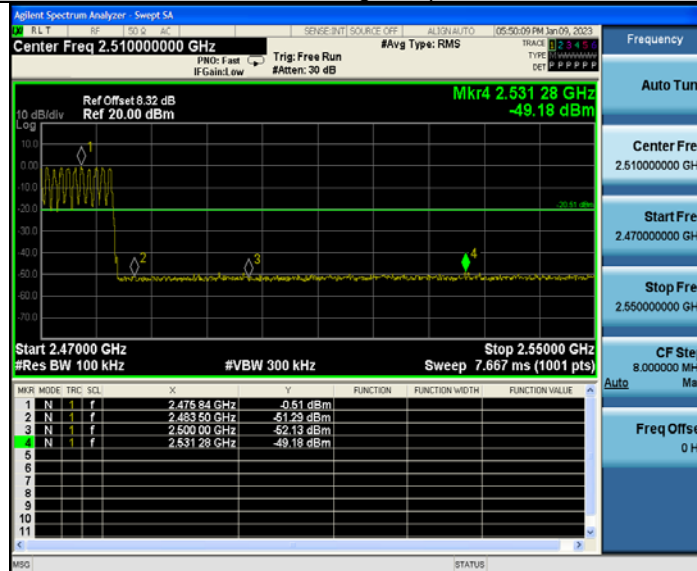 Agilent Spectrum Analyzer - Swept SA
RLT RF 50 Ω AC SENSE:INT SOURCE OFF ALIGNAUTO 05:50:09 PM Jan 09, 2023
Center Freq 2.510000000 GHz #Avg Type: RMS TRACE 1 2 3 4 5 6
PNO: Fast Trig: Free Run TYPE
IFGain:Low #Atten: 30 dB DET P P P P P P
Mkr4 2.531 28 GHz
Ref Offset 8.32 dB
10 dB/div Ref 20.00 dBm -49.18 dBm
Log
10.0
0.00
-10.0
-20.0
-30.0
-40.0
-50.0
-60.0
-70.0
1
2
3
4
-20.51 dBm
Start 2.47000 GHz Stop 2.55000 GHz
#Res BW 100 kHz #VBW 300 kHz Sweep 7.667 ms (1001 pts)
MKR MODE TRC SCL X Y FUNCTION FUNCTION WIDTH FUNCTION VALUE
1 N 1 f 2.475 84 GHz -0.51 dBm
2 N 1 f 2.483 50 GHz -51.29 dBm
3 N 1 f 2.500 00 GHz -52.13 dBm
4 N 1 f 2.531 28 GHz -49.18 dBm
5
6
7
8
9
10
11
MSG STATUS
Frequency
Auto Tun
Center Fre
2.510000000 GH
Start Fre
2.470000000 GH
Stop Fre
2.550000000 GH
CF Ste
8.000000 MH
Auto Ma
Freq Offse
0 H